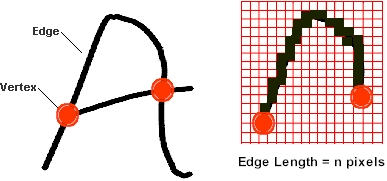 Edge
Vertex
Edge Length = n pixels